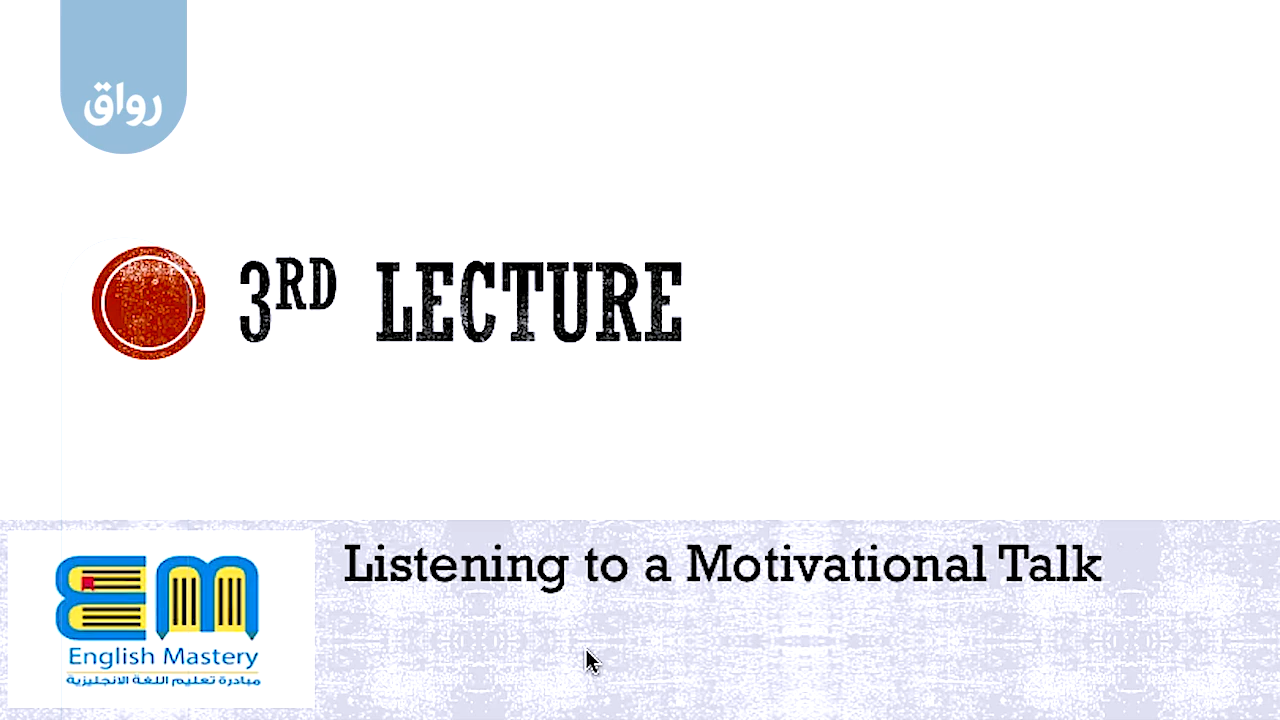 رواق
3RD LECTURE
Listening to a Motivational Talk
English Mastery
مبادرة تعليم اللغة الانجليزية